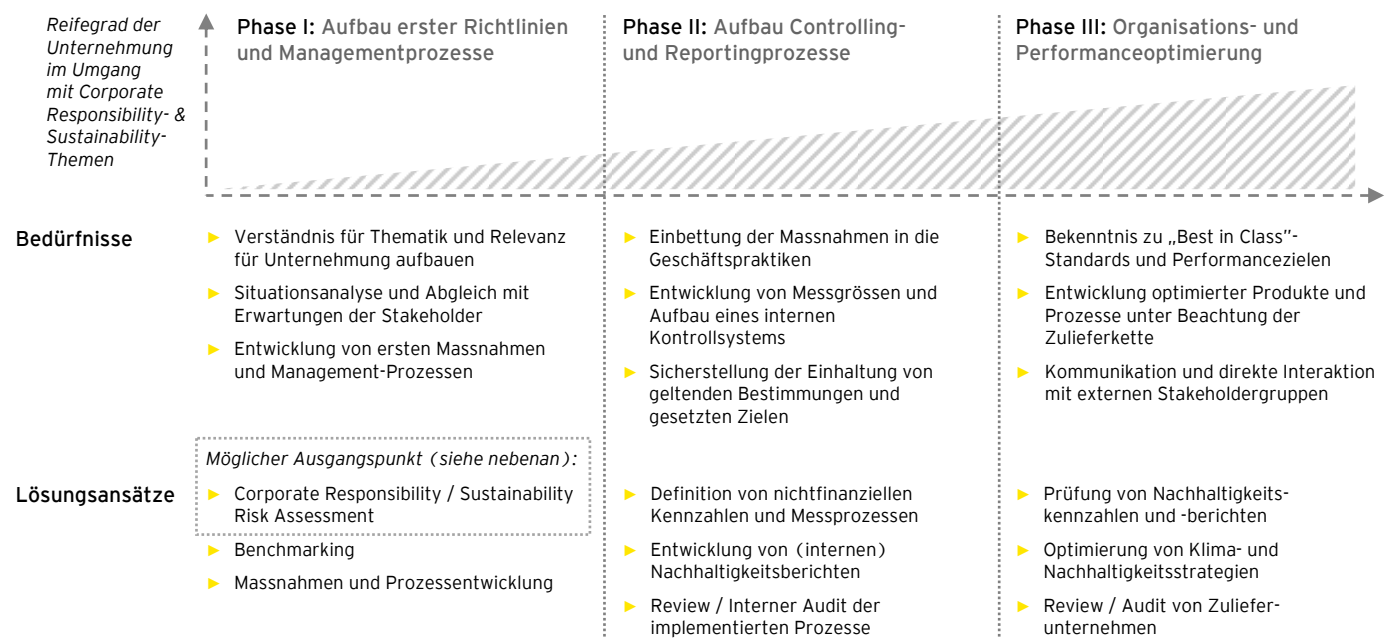 Reifegrad der
Unternehmung
im Umgang
mit Corporate
Responsibility- &
Sustainability-
Themen
Phase I: Aufbau erster Richtlinien
und Managementprozesse
Phase II: Aufbau Controlling-
und Reportingprozesse
Phase III: Organisations- und
Performanceoptimierung
Bedürfnisse
► Verständnis für Thematik und Relevanz
für Unternehmung aufbauen
► Situationsanalyse und Abgleich mit
Erwartungen der Stakeholder
► Entwicklung von ersten Massnahmen
und Management-Prozessen
► Einbettung der Massnahmen in die
Geschäftspraktiken
► Entwicklung von Messgrössen und
Aufbau eines internen
Kontrollsystems
► Sicherstellung der Einhaltung von
geltenden Bestimmungen und
gesetzten Zielen
► Bekenntnis zu „Best in Class"-
Standards und Performancezielen
► Entwicklung optimierter Produkte und
Prozesse unter Beachtung der
Zulieferkette
► Kommunikation und direkte Interaktion
mit externen Stakeholdergruppen
Lösungsansätze
Möglicher Ausgangspunkt (siehe nebenan):
► Corporate Responsibility / Sustainability
Risk Assessment
► Benchmarking
► Massnahmen und Prozessentwicklung
► Definition von nichtfinanziellen
Kennzahlen und Messprozessen
► Entwicklung von (internen)
Nachhaltigkeitsberichten
► Review / Interner Audit der
implementierten Prozesse
► Prüfung von Nachhaltigkeits-
kennzahlen und -berichten
► Optimierung von Klima- und
Nachhaltigkeitsstrategien
► Review / Audit von Zuliefer-
unternehmen